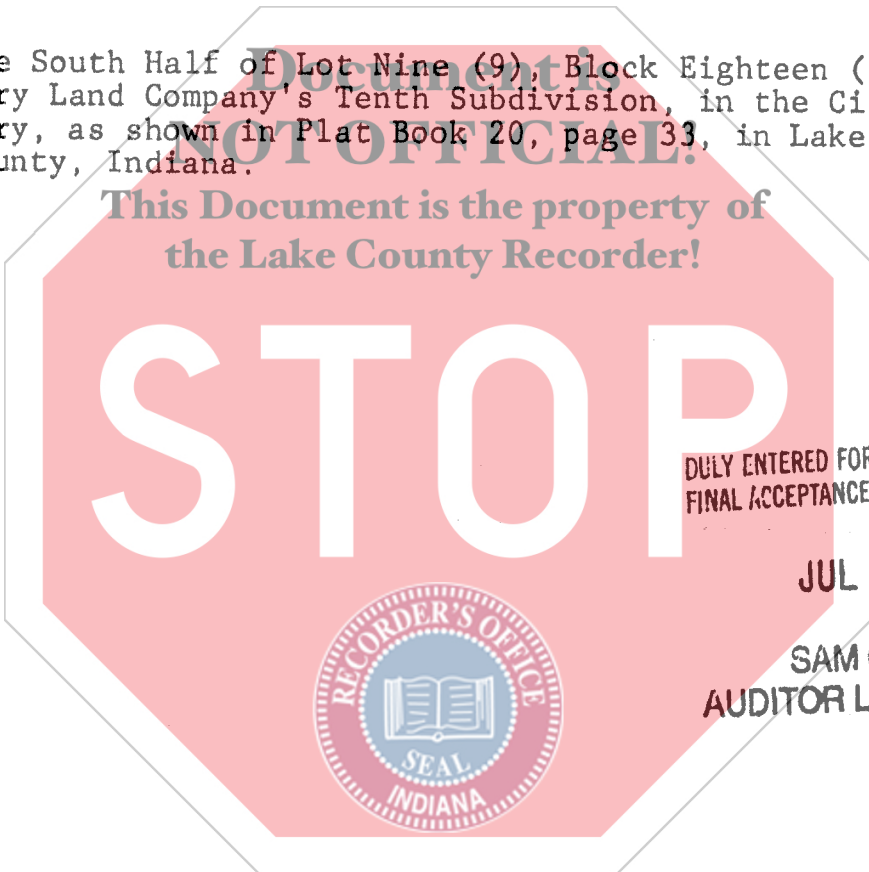 e South Half of Lot Nine (9), Block Eighteen (
ry Land Company's Tenth Subdivision, in the Ci
ry, as shown in Plat Book 20, page 33, in Lake
unty, Indiana.
Document is
NOT OFFICIAL!
This Document is the property of
the Lake County Recorder!
STOP
DULY ENTERED FOR
FINAL ACCEPTANCE
JUL
SAM
AUDITOR L
RECORDER'S OFFICE
SEAL
INDIANA